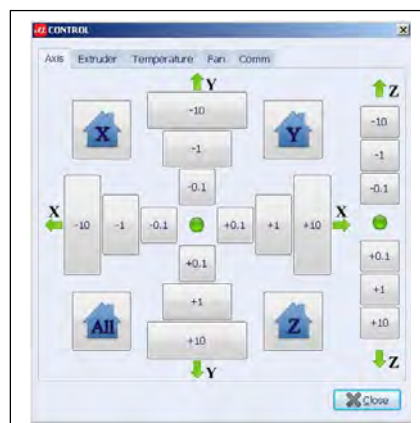 CONTROL
Axis Extruder Temperature Fan Comm
Y
Z
-10
-10
X
Y
-1
-1
-0.1
-0.1
X
X
-10 -1 -0.1 +0.1 +1 +10
+0.1
+0.1
+1
+1
All
Z
+10
+10
Y
Z
Close